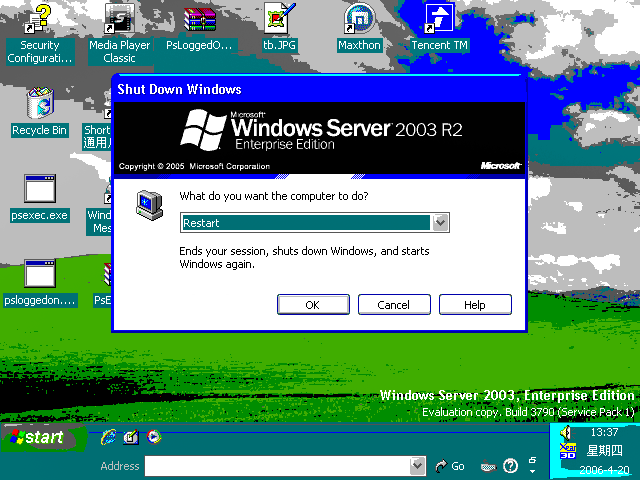 Security
Configurati...
Media Player
Classic
PsLoggedO...
tb.JPG
Maxthon
Tencent TM
Recycle Bin
Short
通用
psexec.exe
Wind
Mes
psloggedon....
PsE
Shut Down Windows
Microsoft
Windows Server 2003 R2
Enterprise Edition
Copyright © 2005 Microsoft Corporation
Microsoft
What do you want the computer to do?
Restart
Ends your session, shuts down Windows, and starts
Windows again.
OK
Cancel
Help
Windows Server 2003, Enterprise Edition
Evaluation copy. Build 3790 (Service Pack 1)
start
Address
Go
13:37
星期四
2006-4-20